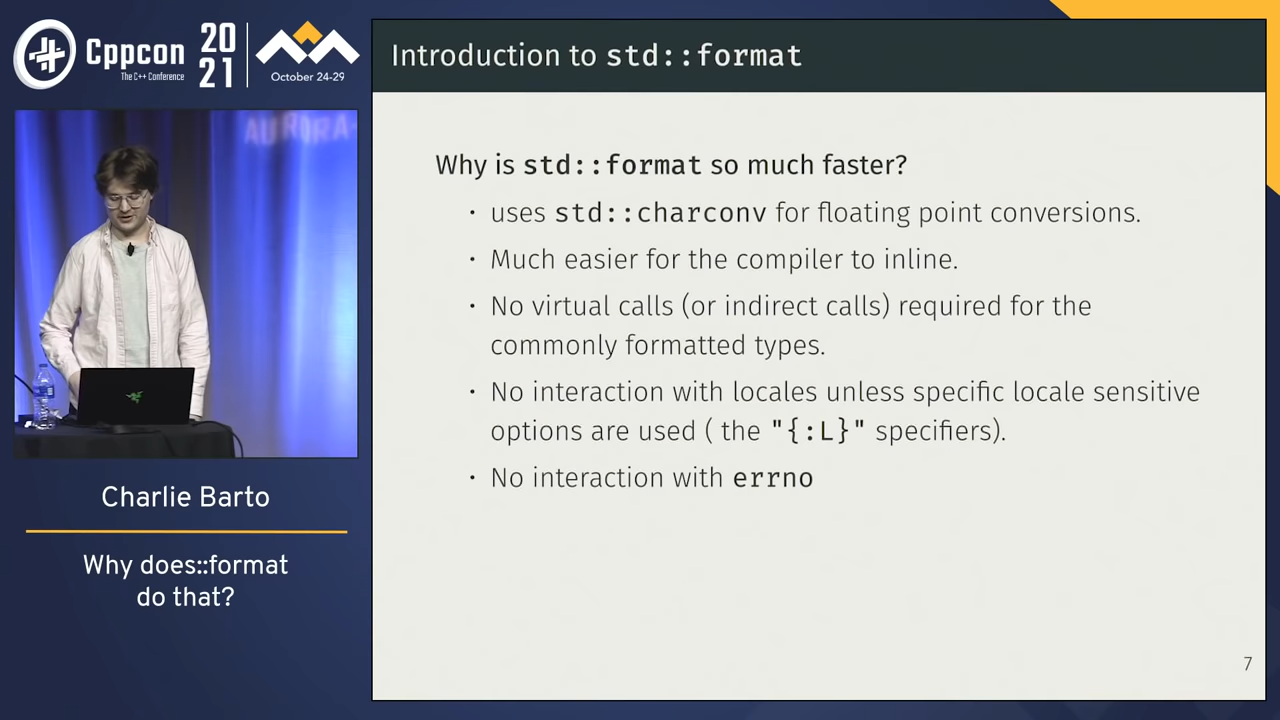 Cppcon
The C++ Conference
20
21
October 24-29
AURORA
Charlie Barto
Why does::format
do that?
Introduction to std::format
Why is std::format so much faster?
· uses std::charconv for floating point conversions.
· Much easier for the compiler to inline.
· No virtual calls (or indirect calls) required for the
commonly formatted types.
· No interaction with locales unless specific locale sensitive
options are used ( the "{:L}" specifiers).
· No interaction with errno
7